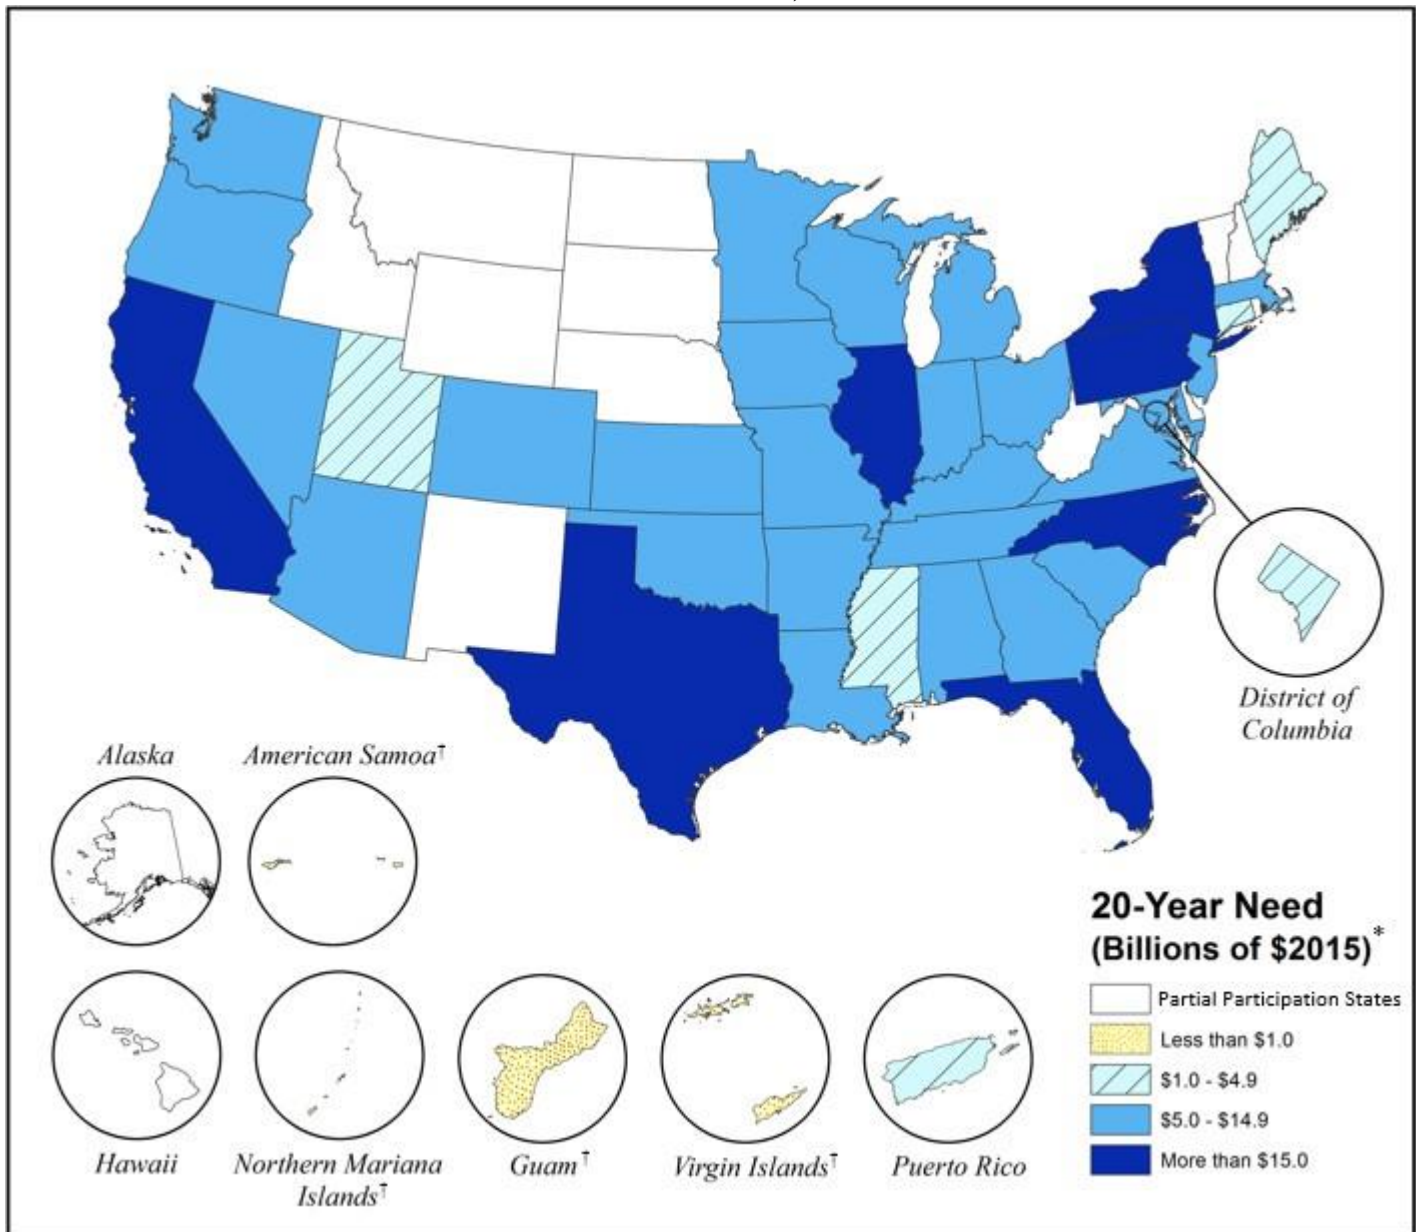 District of
Columbia
Alaska
American Samoa†
Hawaii
Northern Mariana
Islands†
Guam†
Virgin Islands†
Puerto Rico
20-Year Need
(Billions of $2015)*
Partial Participation States
Less than $1.0
$1.0 - $4.9
$5.0 - $14.9
More than $15.0